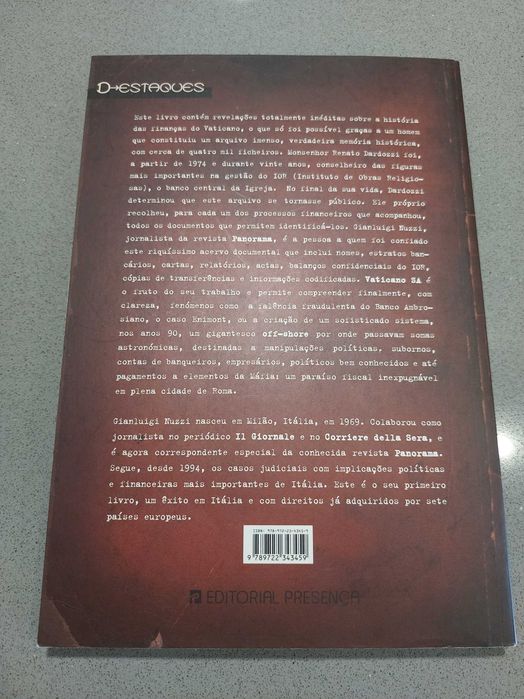 D-ESTAQUES
Este livro contém revelações totalmente inéditas sobre a história
das finanças do Vaticano, o que só foi possível graças a um homem
que constituiu um arquivo imenso, verdadeira memória histórica,
com cerca de quatro mil ficheiros. Monsenhor Renato Dardozzi foi,
a partir de 1974 e durante vinte anos, conselheiro das figuras
mais importantes na gestão do IOR (Instituto de Obras Religio-
sas), o banco central da Igreja. No final da sua vida, Dardozzi
determinou que este arquivo se tornasse público. Ele próprio
recolheu, para cada um dos processos financeiros que acompanhou,
todos os documentos que permitem identificá-los. Gianluigi Nuzzi,
jornalista da revista Panorama, é a pessoa a quem foi confiado
este riquíssimo acervo documental que inclui nomes, extratos ban-
cários, cartas, relatórios, actas, balanços confidenciais do IOR,
cópias de transferências e informações codificadas. Vaticano SA é
o fruto do seu trabalho e permite compreender finalmente, com
clareza, fenómenos como a falência fraudulenta do Banco Ambro-
siano, o caso Enimont, ou a criação de um sofisticado sistema,
nos anos 90, um gigantesco off-shore por onde passavam somas
astronómicas, destinadas a manipulações políticas, subornos,
contas de banqueiros, empresários, políticos bem conhecidos e até
pagamentos a elementos da Máfia: um paraíso fiscal inexpugnável
em plena cidade de Roma.
Gianluigi Nuzzi nasceu em Milão, Itália, em 1969. Colaborou como
jornalista no periódico Il Giornale e no Corriere della Sera, e
é agora correspondente especial da conhecida revista Panorama.
Segue, desde 1994, os casos judiciais com implicações políticas
e financeiras mais importantes de Itália. Este é o seu primeiro
livro, um êxito em Itália e com direitos já adquiridos por sete
países europeus.
ISBN: 978-972-23-4345-9
9 789722 343459
EDITORIAL PRESENÇA